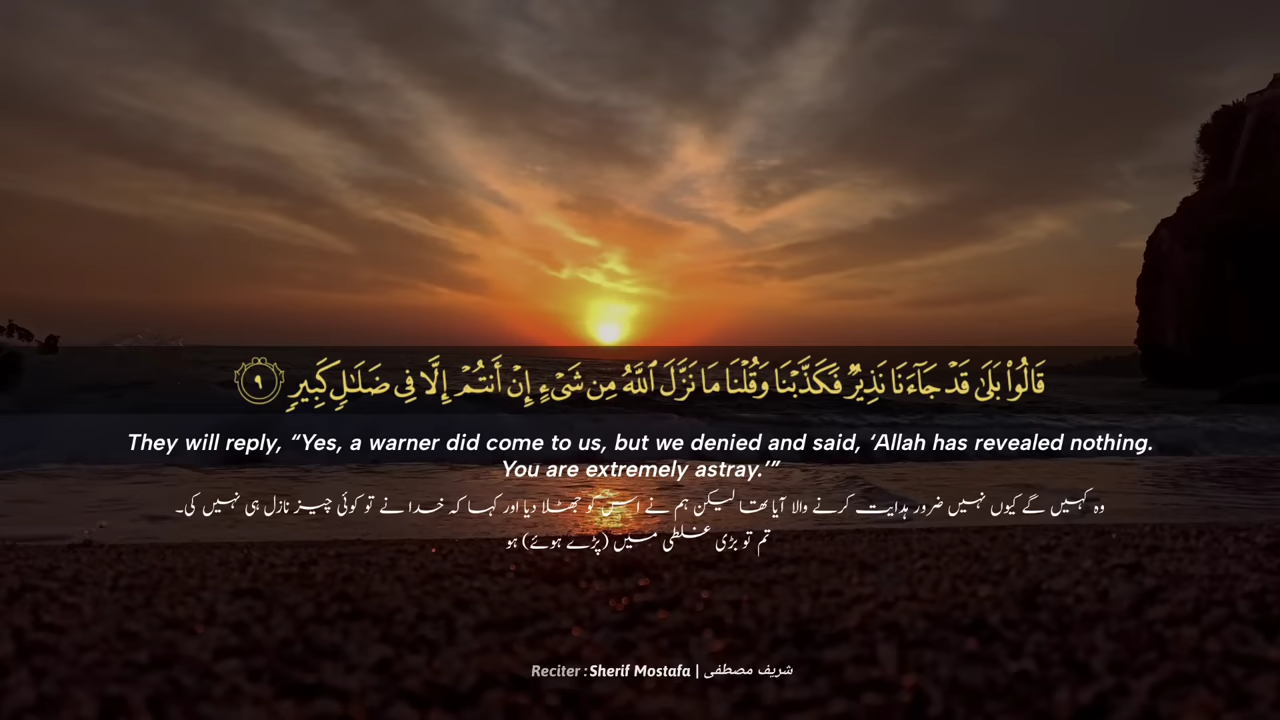 قَالُوا۟ بَلَىٰ قَدْ جَآءَنَا نَذِيرٌ فَكَذَّبْنَا وَقُلْنَا مَا نَزَّلَ ٱللَّهُ مِن شَىْءٍ إِنْ أَنتُمْ إِلَّا فِى ضَلَـٰلٍ كَبِيرٍ ٩
They will reply, “Yes, a warner did come to us, but we denied and said, ‘Allah has revealed nothing.
You are extremely astray.’”
وہ کہیں گے کیوں نہیں ضرور ہدایت کرنے والا آیا تھا لیکن ہم نے اس کو جھٹلا دیا اور کہا کہ خدا نے تو کوئی چیز نازل ہی نہیں کی۔
تم تو بڑی غلطی میں (پڑے ہوئے) ہو
Reciter : Sherif Mostafa | شريف مصطفى